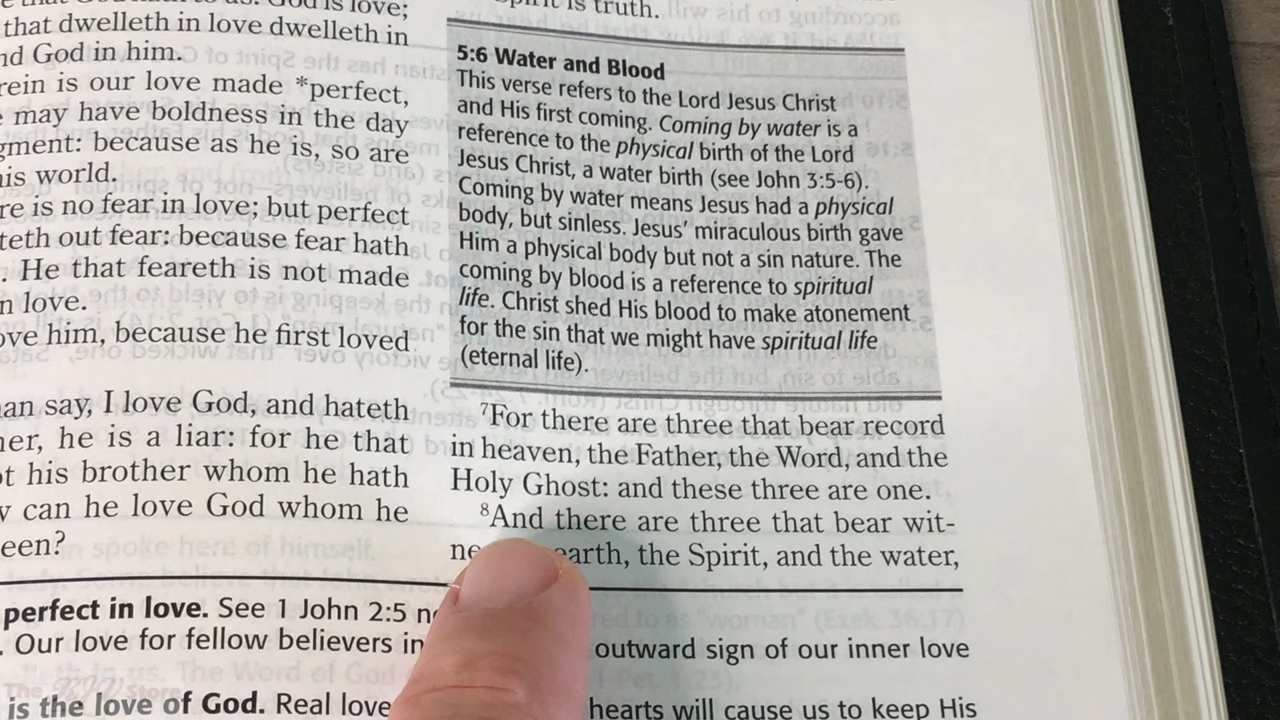 that dwelleth in love dwelleth in
nd God in him.
rein is our love made *perfect,
may have boldness in the day
gment: because as he is, so are
is world.
re is no fear in love; but perfect
teth out fear: because fear hath
. He that feareth is not made
n love.
ove him, because he first loved
an say, I love God, and hateth
her, he is a liar: for he that
ot his brother whom he hath
w can he love God whom he
een?
is truth.
5:6 Water and Blood
This verse refers to the Lord Jesus Christ
and His first coming. Coming by water is a
reference to the physical birth of the Lord
Jesus Christ, a water birth (see John 3:5-6).
Coming by water means Jesus had a physical
body, but sinless. Jesus’ miraculous birth gave
Him a physical body but not a sin nature. The
coming by blood is a reference to spiritual
life. Christ shed His blood to make atonement
for the sin that we might have spiritual life
(eternal life).
7For there are three that bear record
in heaven, the Father, the Word, and the
Holy Ghost: and these three are one.
8And there are three that bear wit-
ne earth, the Spirit, and the water,
perfect in love. See 1 John 2:5 n
. Our love for fellow believers in outward sign of our inner love
is the love of God. Real love hearts will cause us to keep His